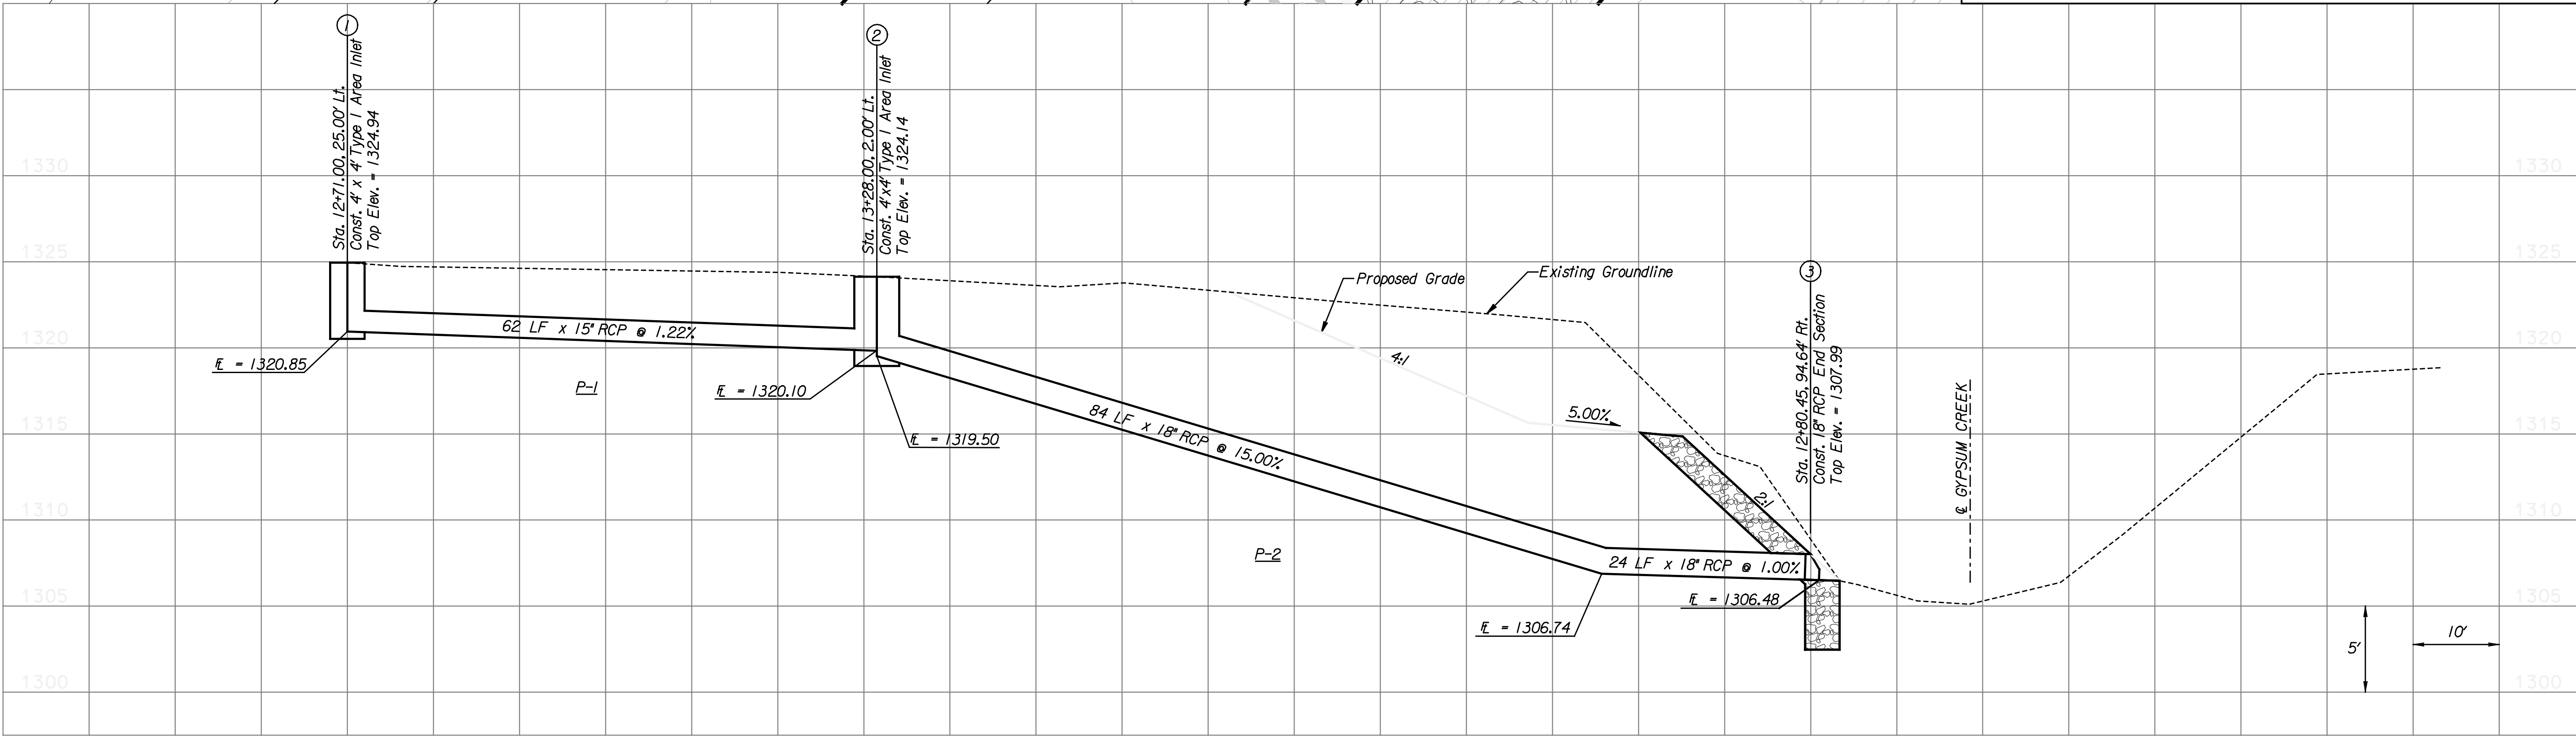 1
Sta. 12+71.00, 25.00' Lt.
Const. 4' x 4' Type I Area Inlet
Top Elev. = 1324.94
2
Sta. 13+28.00, 2.00' Lt.
Const. 4'x4' Type I Area Inlet
Top Elev. = 1324.14
3
Sta. 12+80.45, 94.64' Rt.
Const. 18" RCP End Section
Top Elev. = 1307.99
℄ GYPSUM CREEK
1330
1330
1325
1325
Proposed Grade
Existing Groundline
1320
1320
62 LF x 15" RCP @ 1.22%
4:1
FL = 1320.85
P-1
FL = 1320.10
FL = 1319.50
84 LF x 18" RCP @ 15.00%
5.00%
1315
1315
2:1
1310
1310
P-2
24 LF x 18" RCP @ 1.00%
1305
1305
FL = 1306.48
FL = 1306.74
5'
10'
1300
1300